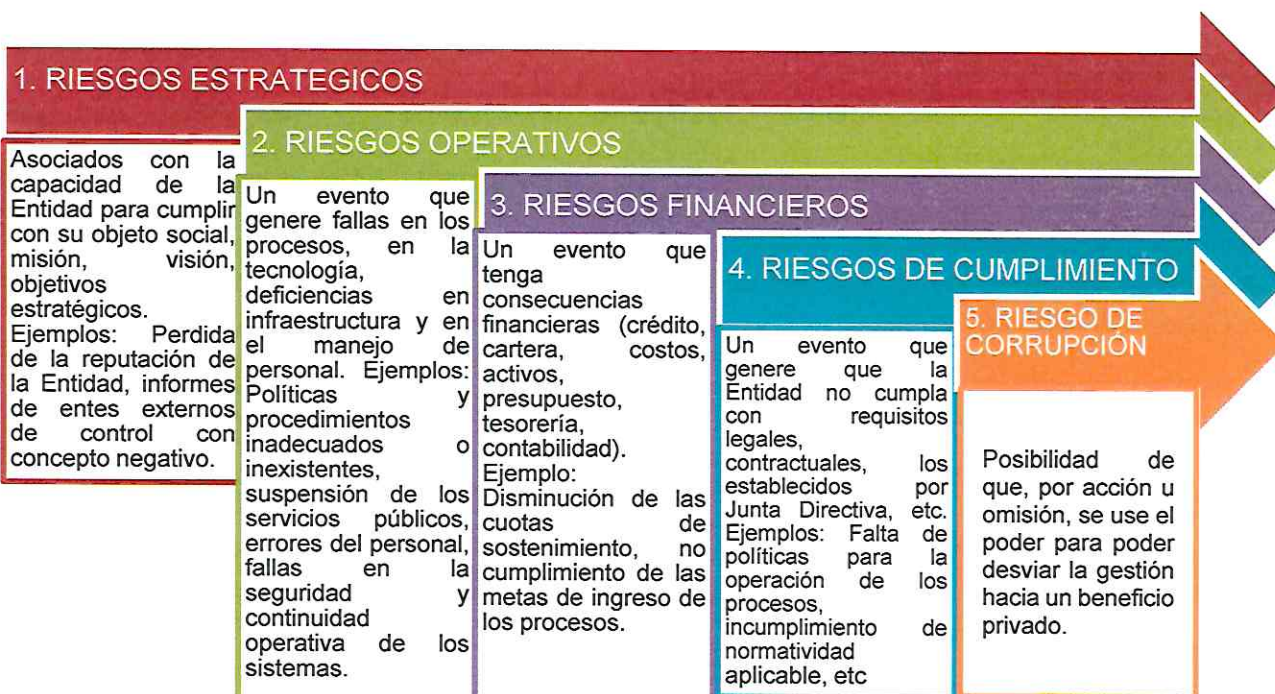 1. RIESGOS ESTRATEGICOS
Asociados con la
capacidad de la
Entidad para cumplir
con su objeto social,
misión, visión,
objetivos
estratégicos.
Ejemplos: Perdida
de la reputación de
la Entidad, informes
de entes externos
de control con
concepto negativo.
2. RIESGOS OPERATIVOS
Un evento que
genere fallas en los
procesos, en la
tecnología,
deficiencias en
infraestructura y en
el manejo de
personal. Ejemplos:
Políticas y
procedimientos
inadecuados o
inexistentes,
suspensión de los
servicios públicos,
errores del personal,
fallas en la
seguridad y
continuidad
operativa de los
sistemas.
3. RIESGOS FINANCIEROS
Un evento que
tenga
consecuencias
financieras (crédito,
cartera, costos,
activos,
presupuesto,
tesorería,
contabilidad).
Ejemplo:
Disminución de las
cuotas de
sostenimiento, no
cumplimiento de las
metas de ingreso de
los procesos.
4. RIESGOS DE CUMPLIMIENTO
Un evento que
genere que la
Entidad no cumpla
con requisitos
legales,
contractuales, los
establecidos por
Junta Directiva, etc.
Ejemplos: Falta de
políticas para la
operación de los
procesos,
incumplimiento de
normatividad
aplicable, etc
5. RIESGO DE
CORRUPCIÓN
Posibilidad de
que, por acción u
omisión, se use el
poder para poder
desviar la gestión
hacia un beneficio
privado.